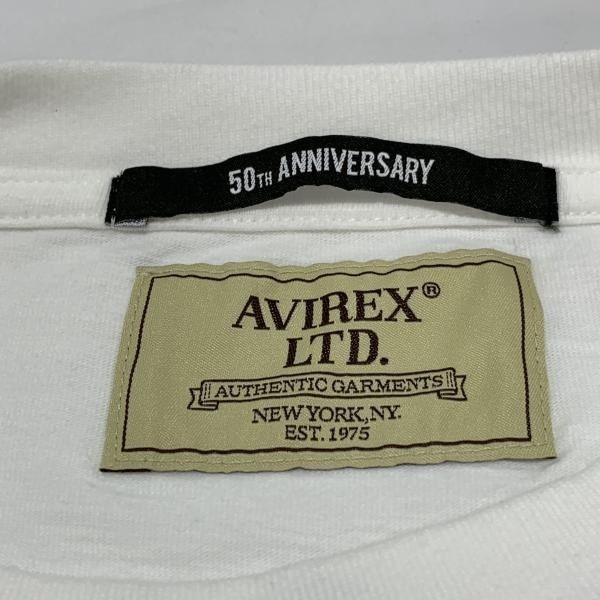 50TH ANNIVERSARY
AVIREX®
LTD.
AUTHENTIC GARMENTS
NEW YORK, NY.
EST. 1975